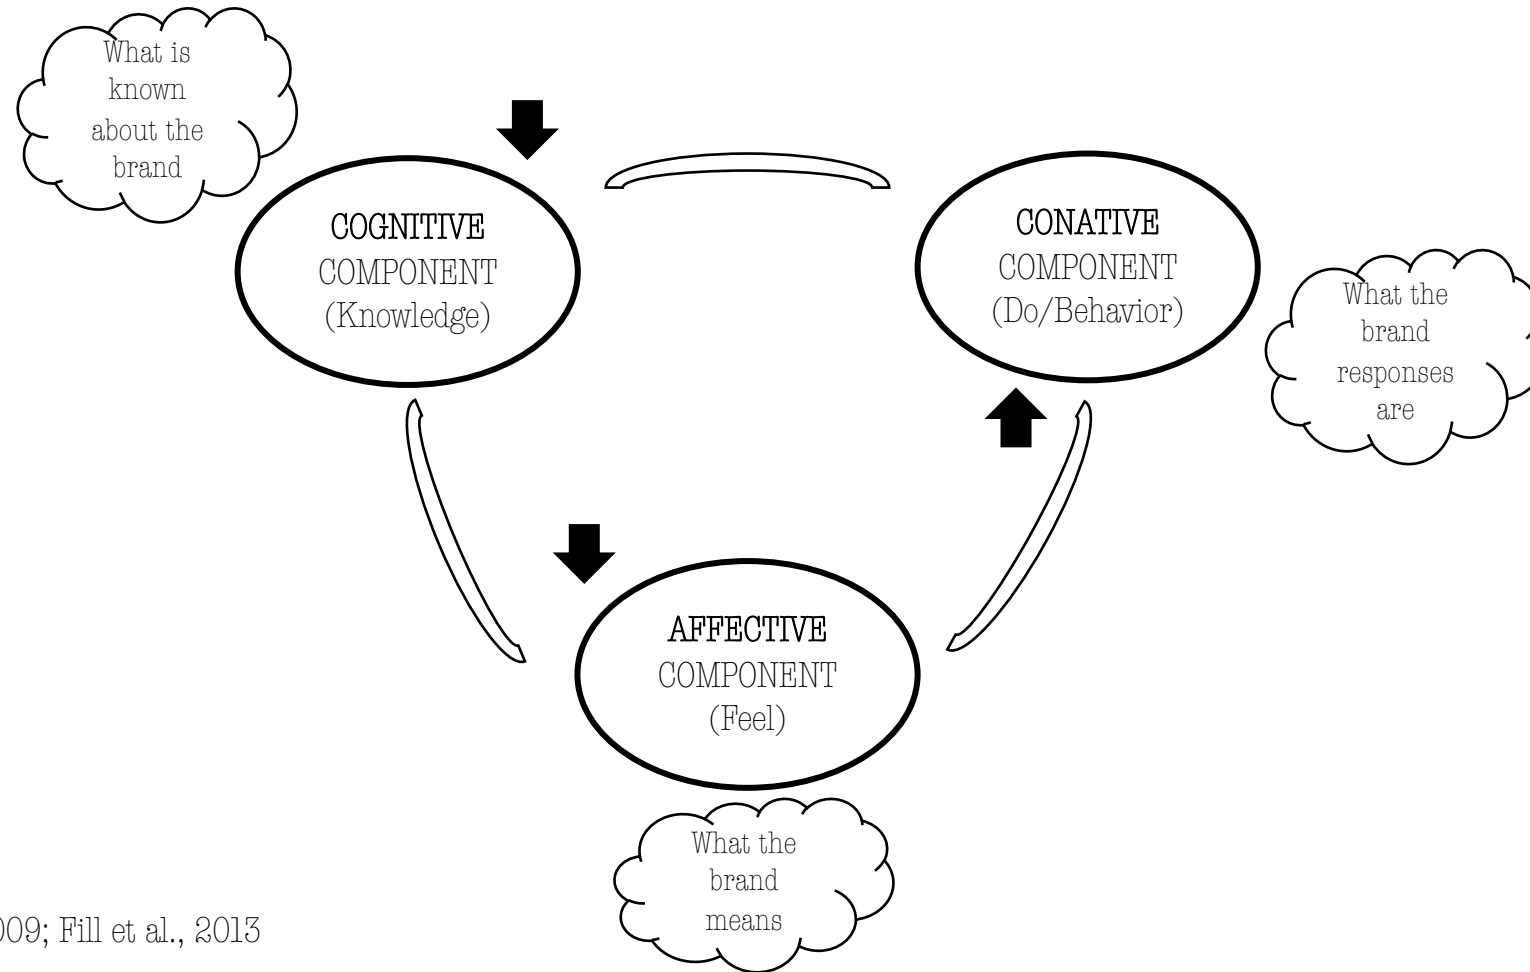 What is
known
about the
brand
COGNITIVE
COMPONENT
(Knowledge)
CONATIVE
COMPONENT
(Do/Behavior)
What the
brand
responses
are
AFFECTIVE
COMPONENT
(Feel)
What the
brand
means
009; Fill et al., 2013